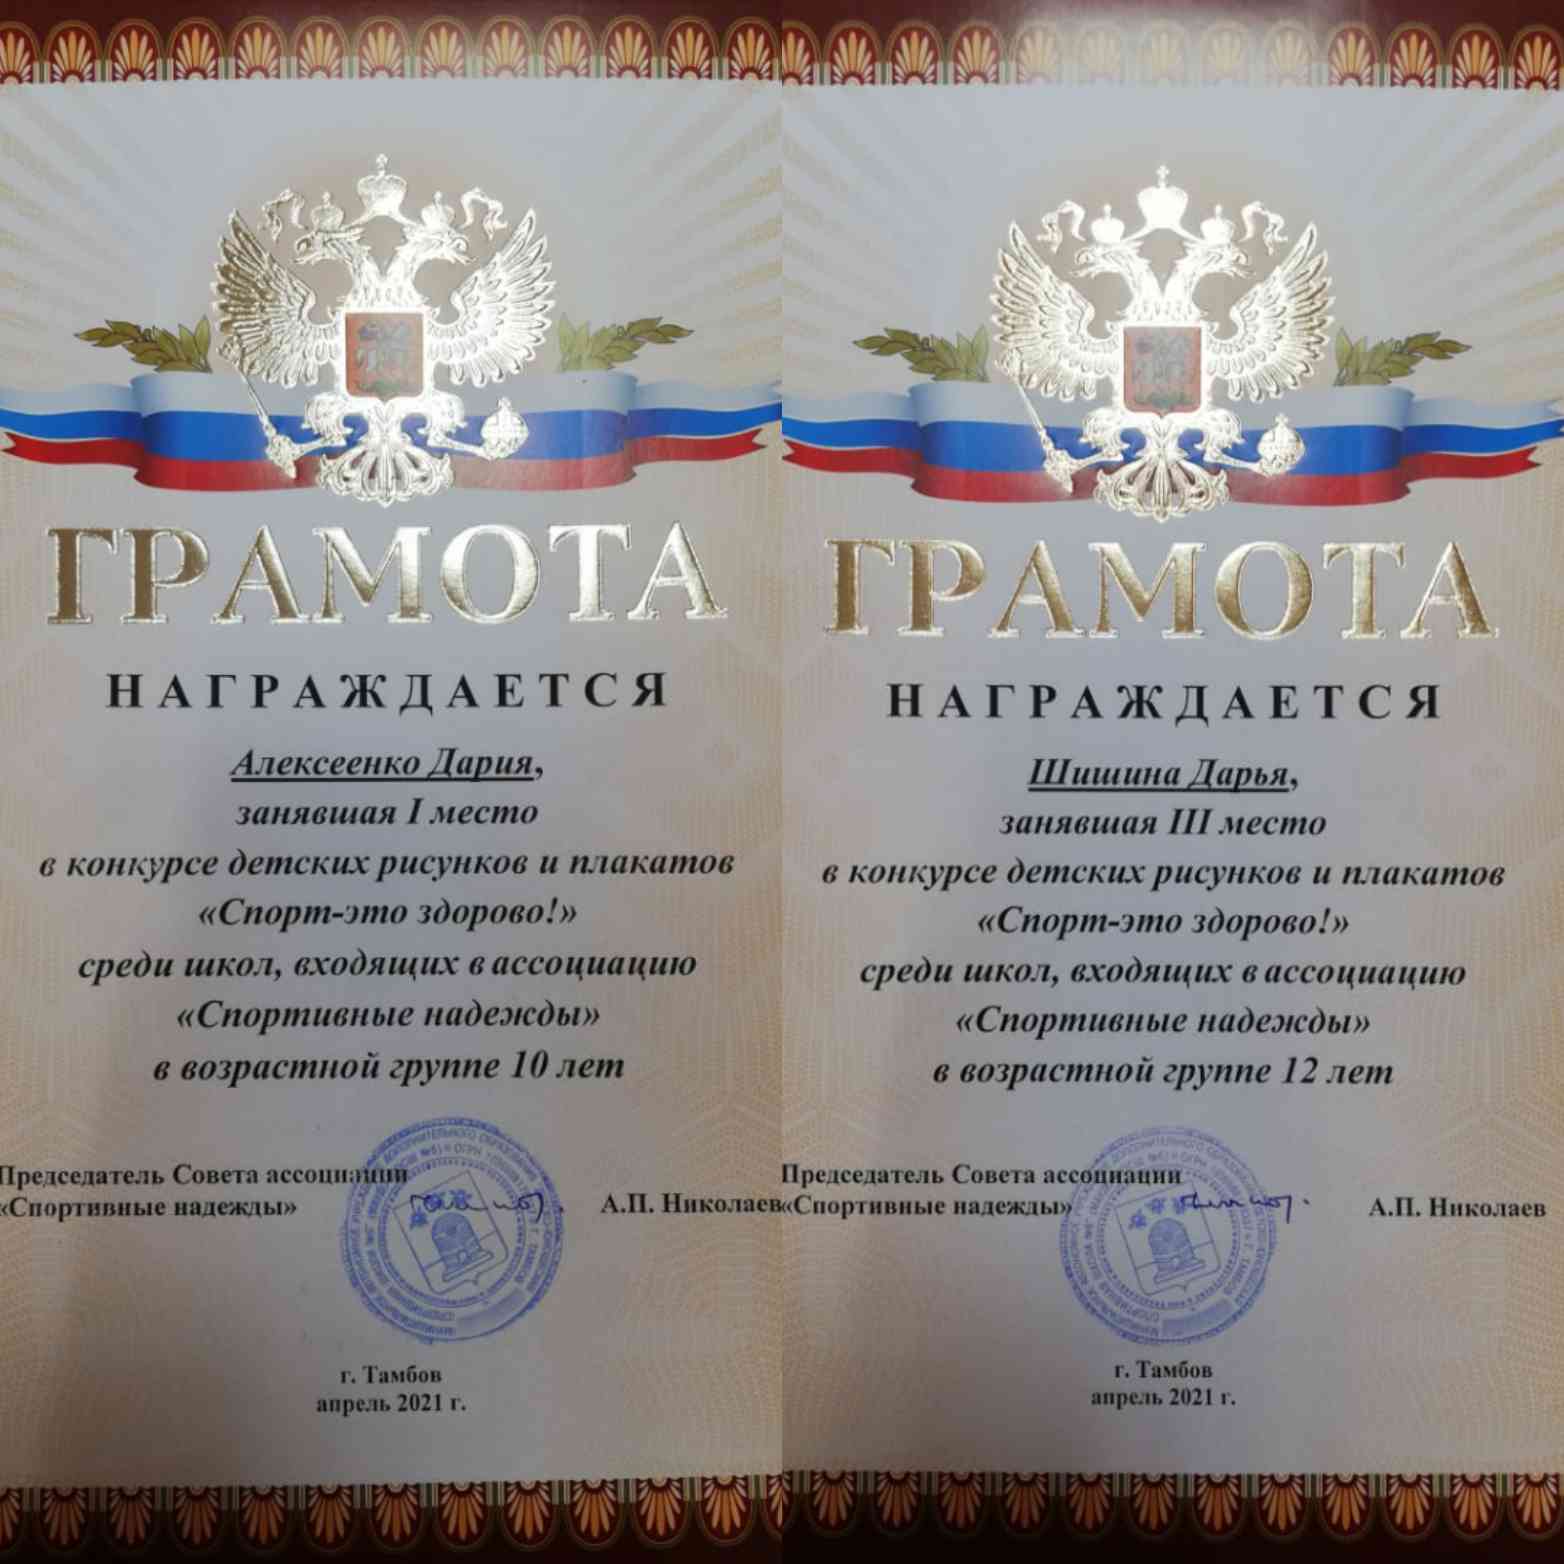 ГРАМОТА
НАГРАЖДАЕТСЯ
Алексеенко Дария,
занявшая I место
в конкурсе детских рисунков и плакатов
«Спорт-это здорово!»
среди школ, входящих в ассоциацию
«Спортивные надежды»
в возрастной группе 10 лет
Председатель Совета ассоциации
«Спортивные надежды»
А.П. Николаев
г. Тамбов
апрель 2021 г.
ГРАМОТА
НАГРАЖДАЕТСЯ
Шишина Дарья,
занявшая III место
в конкурсе детских рисунков и плакатов
«Спорт-это здорово!»
среди школ, входящих в ассоциацию
«Спортивные надежды»
в возрастной группе 12 лет
Председатель Совета ассоциации
«Спортивные надежды»
А.П. Николаев
г. Тамбов
апрель 2021 г.